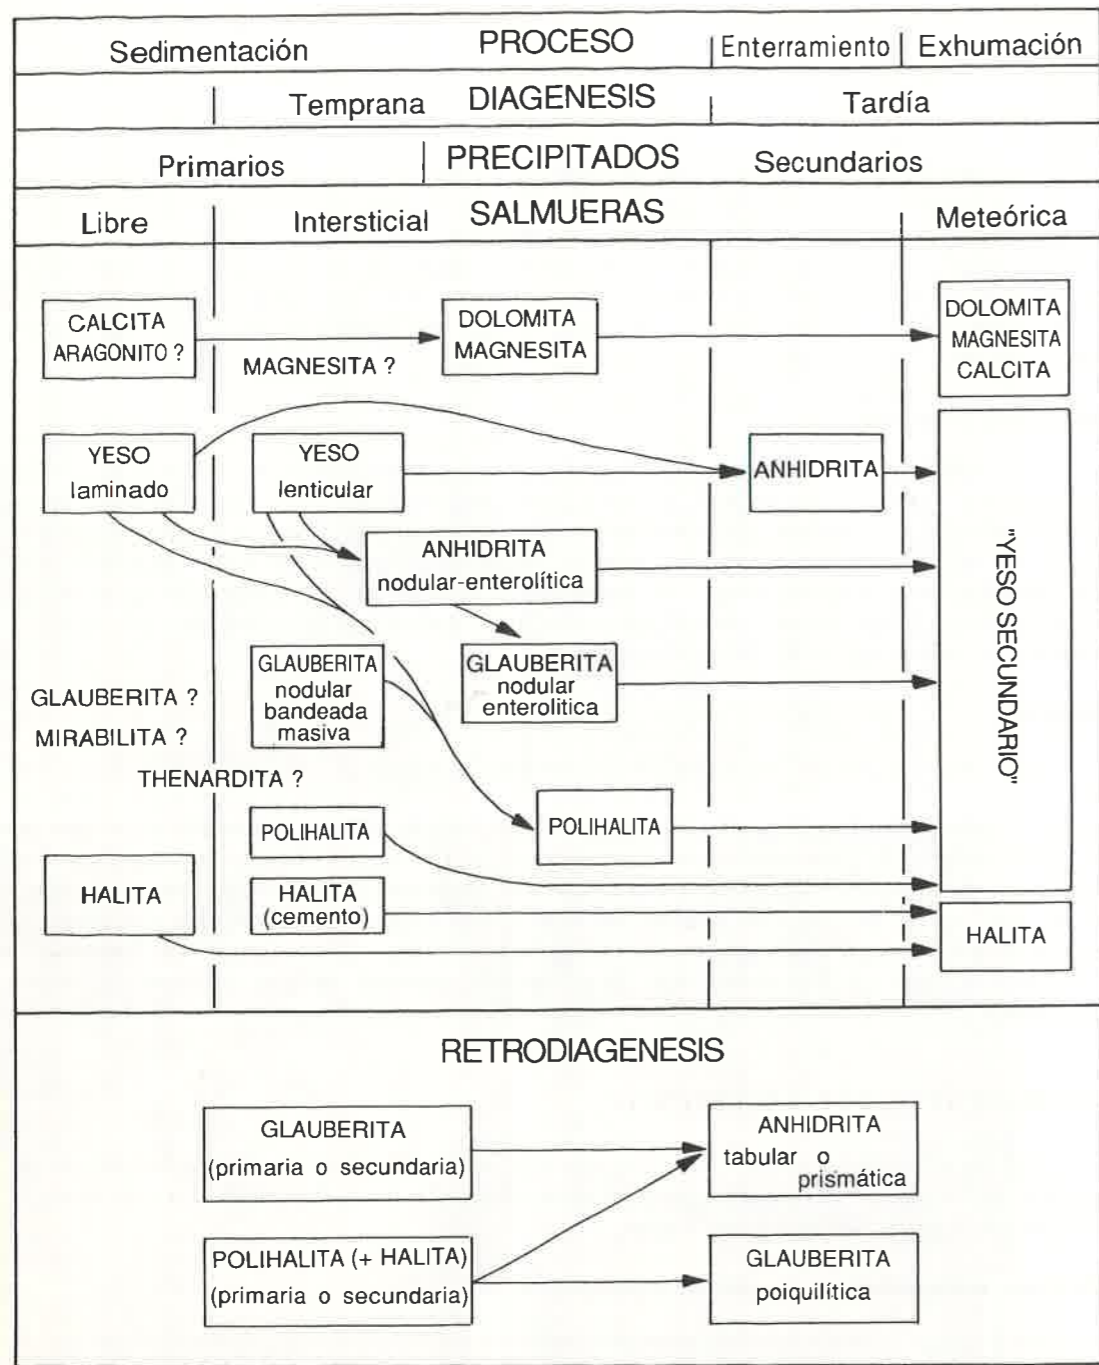 Sedimentación PROCESO Enterramiento Exhumación
Temprana DIAGENESIS Tardía
Primarios PRECIPITADOS Secundarios
Libre Intersticial SALMUERAS Meteórica
CALCITA
ARAGONITO ?
MAGNESITA ?
DOLOMITA
MAGNESITA
DOLOMITA
MAGNESITA
CALCITA
YESO
laminado
YESO
lenticular
ANHIDRITA
ANHIDRITA
nodular-enterolítica
"YESO SECUNDARIO"
GLAUBERITA
nodular
bandeada
masiva
GLAUBERITA
nodular
enterolitica
GLAUBERITA ?
MIRABILITA ?
THENARDITA ?
POLIHALITA
POLIHALITA
HALITA
HALITA
(cemento)
HALITA
RETRODIAGENESIS
GLAUBERITA
(primaria o secundaria)
ANHIDRITA
tabular o
prismática
POLIHALITA (+ HALITA)
(primaria o secundaria)
GLAUBERITA
poiquilítica